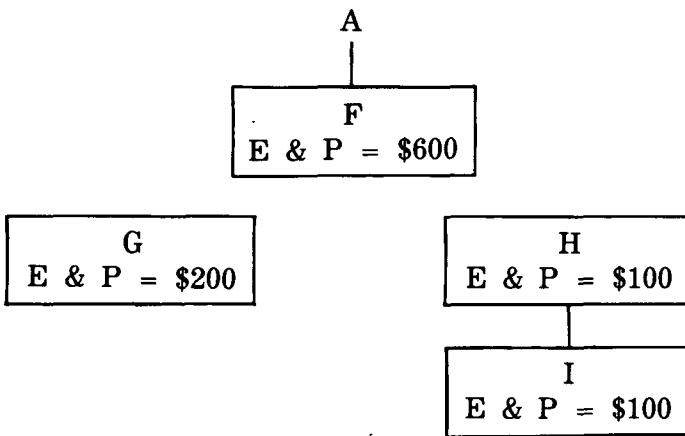 A
F
E & P = $600
G
E & P = $200
H
E & P = $100
I
E & P = $100